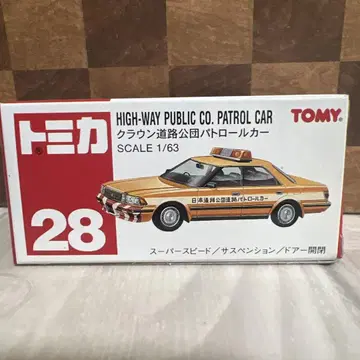 トミカ
28
HIGH-WAY PUBLIC CO. PATROL CAR
クラウン道路公団パトロールカー
SCALE 1/63
TOMY
日本道路公団道路パトロールカー
スーパースピード/サスペンション/ドアー開閉